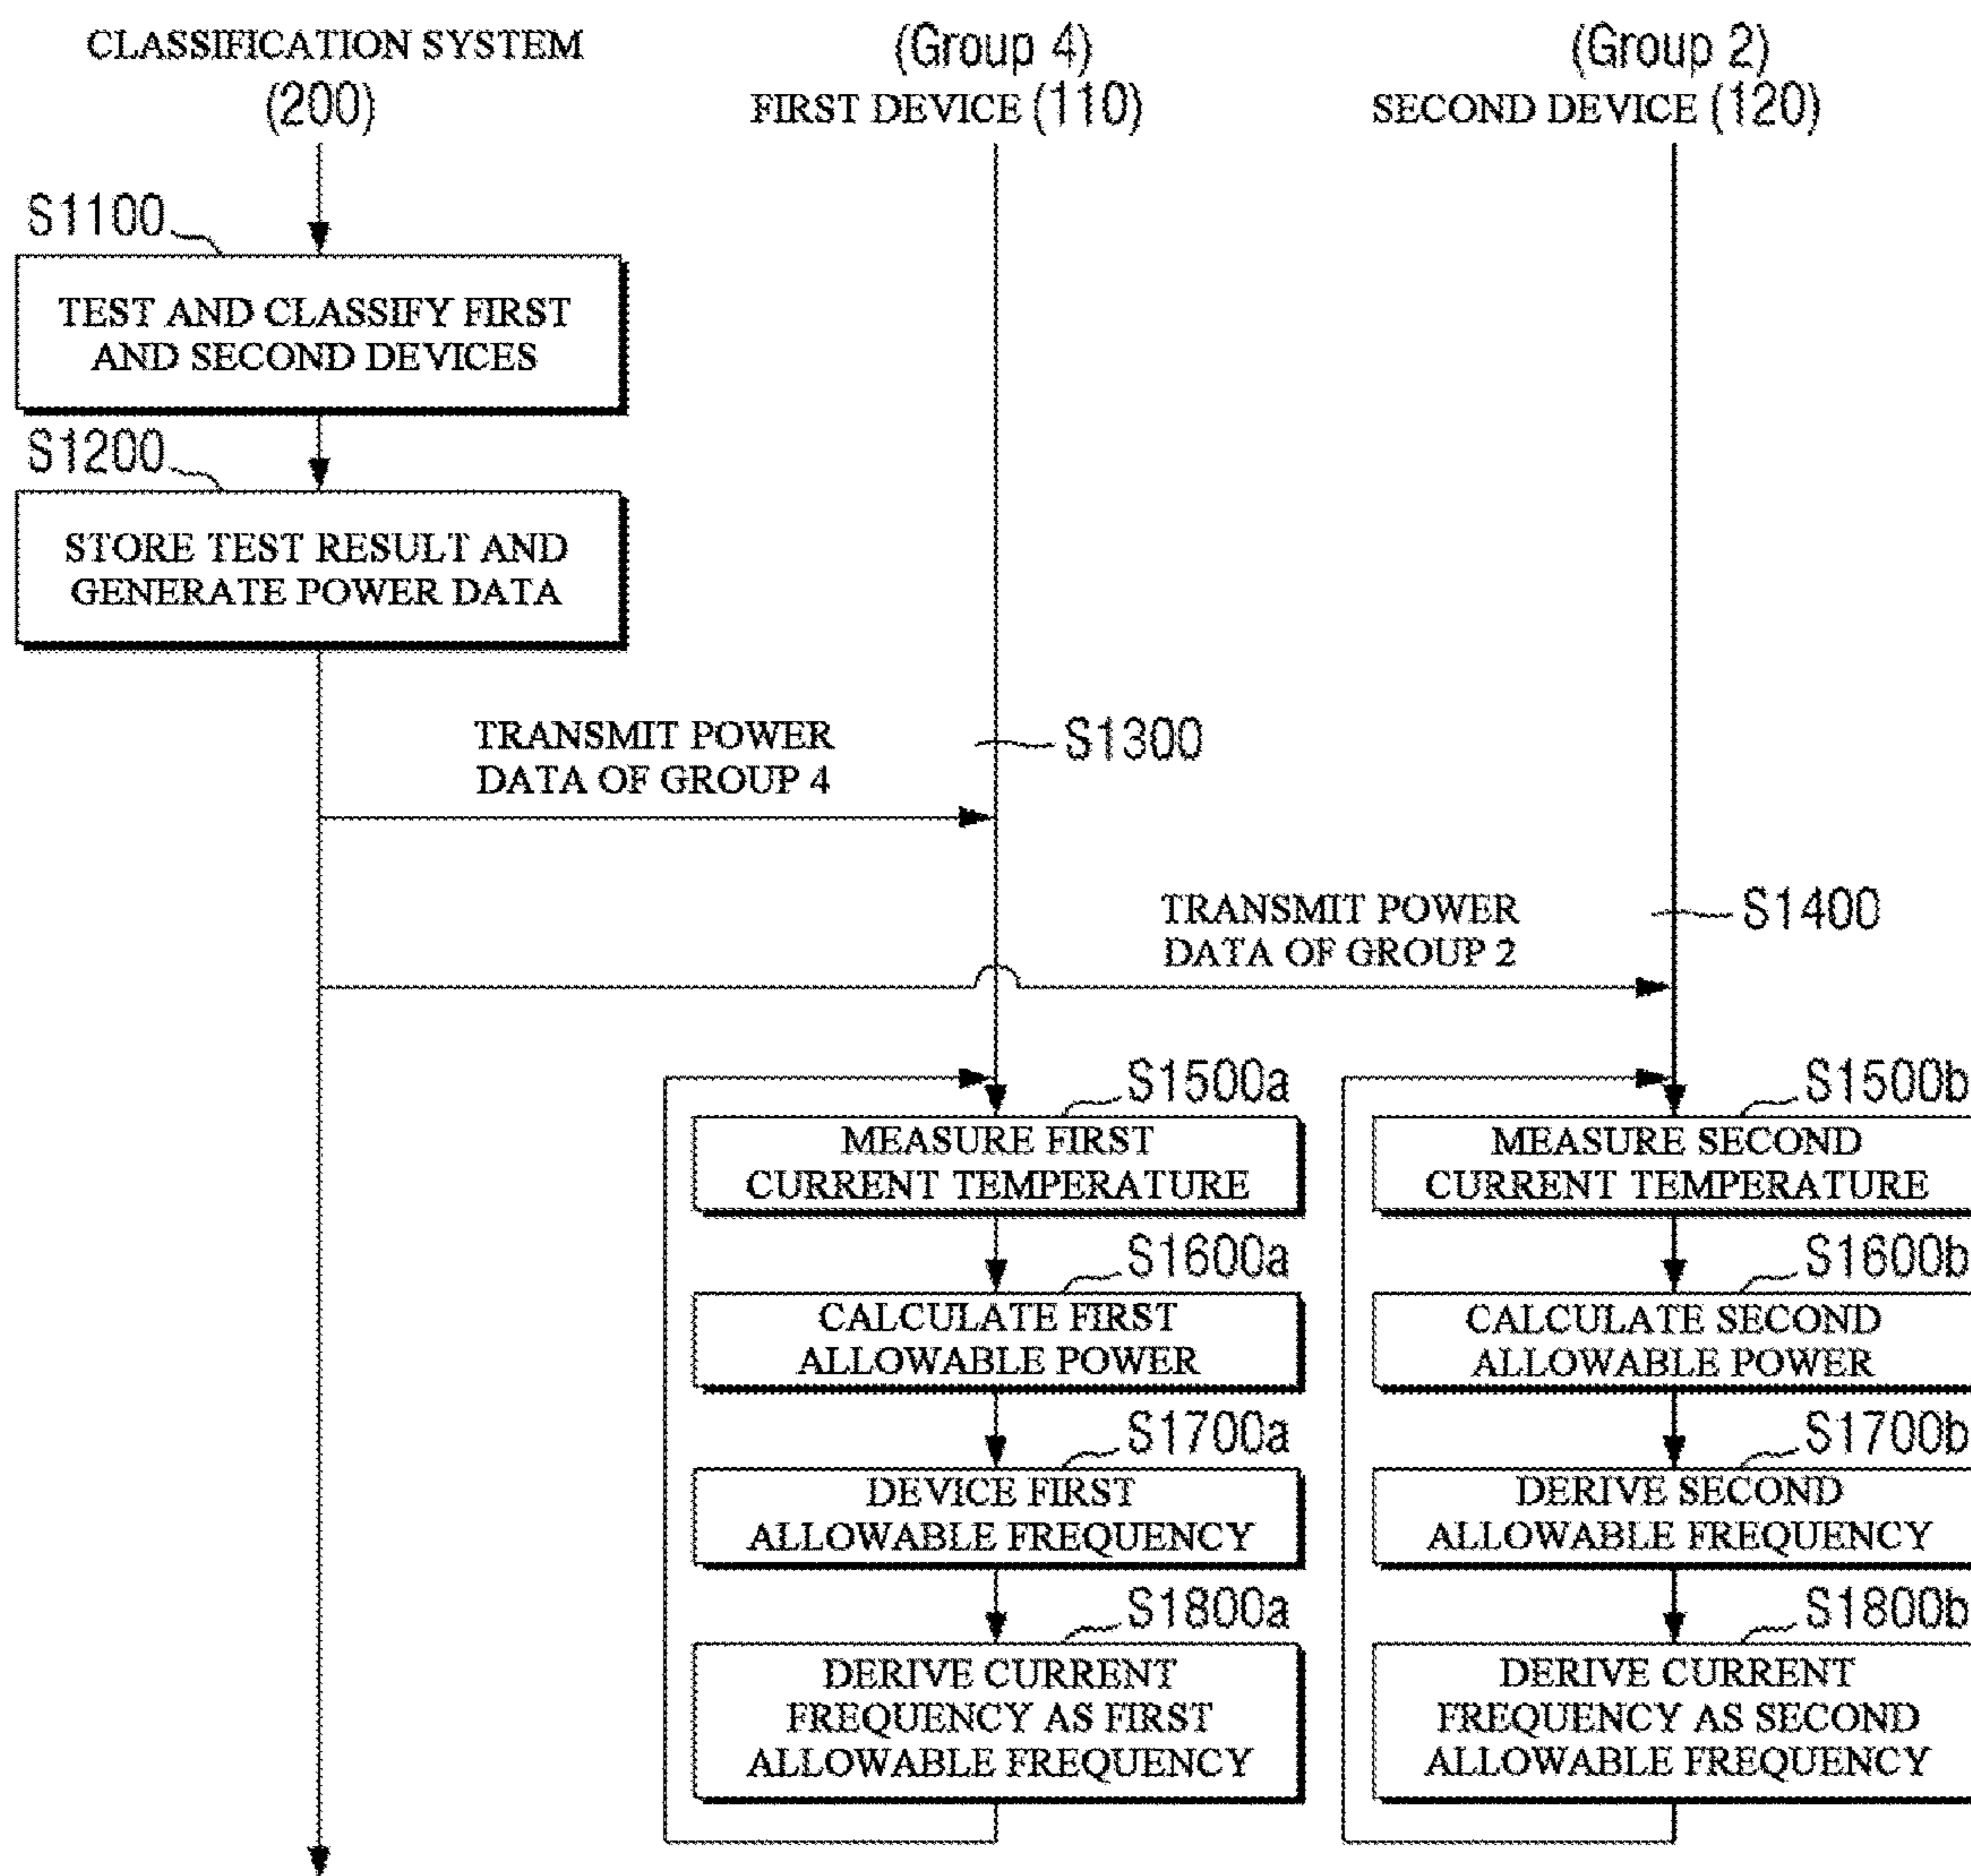 CLASSIFICATION SYSTEM
(200)
(Group 4)
FIRST DEVICE (110)
(Group 2)
SECOND DEVICE (120)
S1100
TEST AND CLASSIFY FIRST
AND SECOND DEVICES
S1200
STORE TEST RESULT AND
GENERATE POWER DATA
TRANSMIT POWER
DATA OF GROUP 4
S1300
TRANSMIT POWER
DATA OF GROUP 2
S1400
S1500a
MEASURE FIRST
CURRENT TEMPERATURE
S1600a
CALCULATE FIRST
ALLOWABLE POWER
S1700a
DEVICE FIRST
ALLOWABLE FREQUENCY
S1800a
DERIVE CURRENT
FREQUENCY AS FIRST
ALLOWABLE FREQUENCY
S1500b
MEASURE SECOND
CURRENT TEMPERATURE
S1600b
CALCULATE SECOND
ALLOWABLE POWER
S1700b
DERIVE SECOND
ALLOWABLE FREQUENCY
S1800b
DERIVE CURRENT
FREQUENCY AS SECOND
ALLOWABLE FREQUENCY